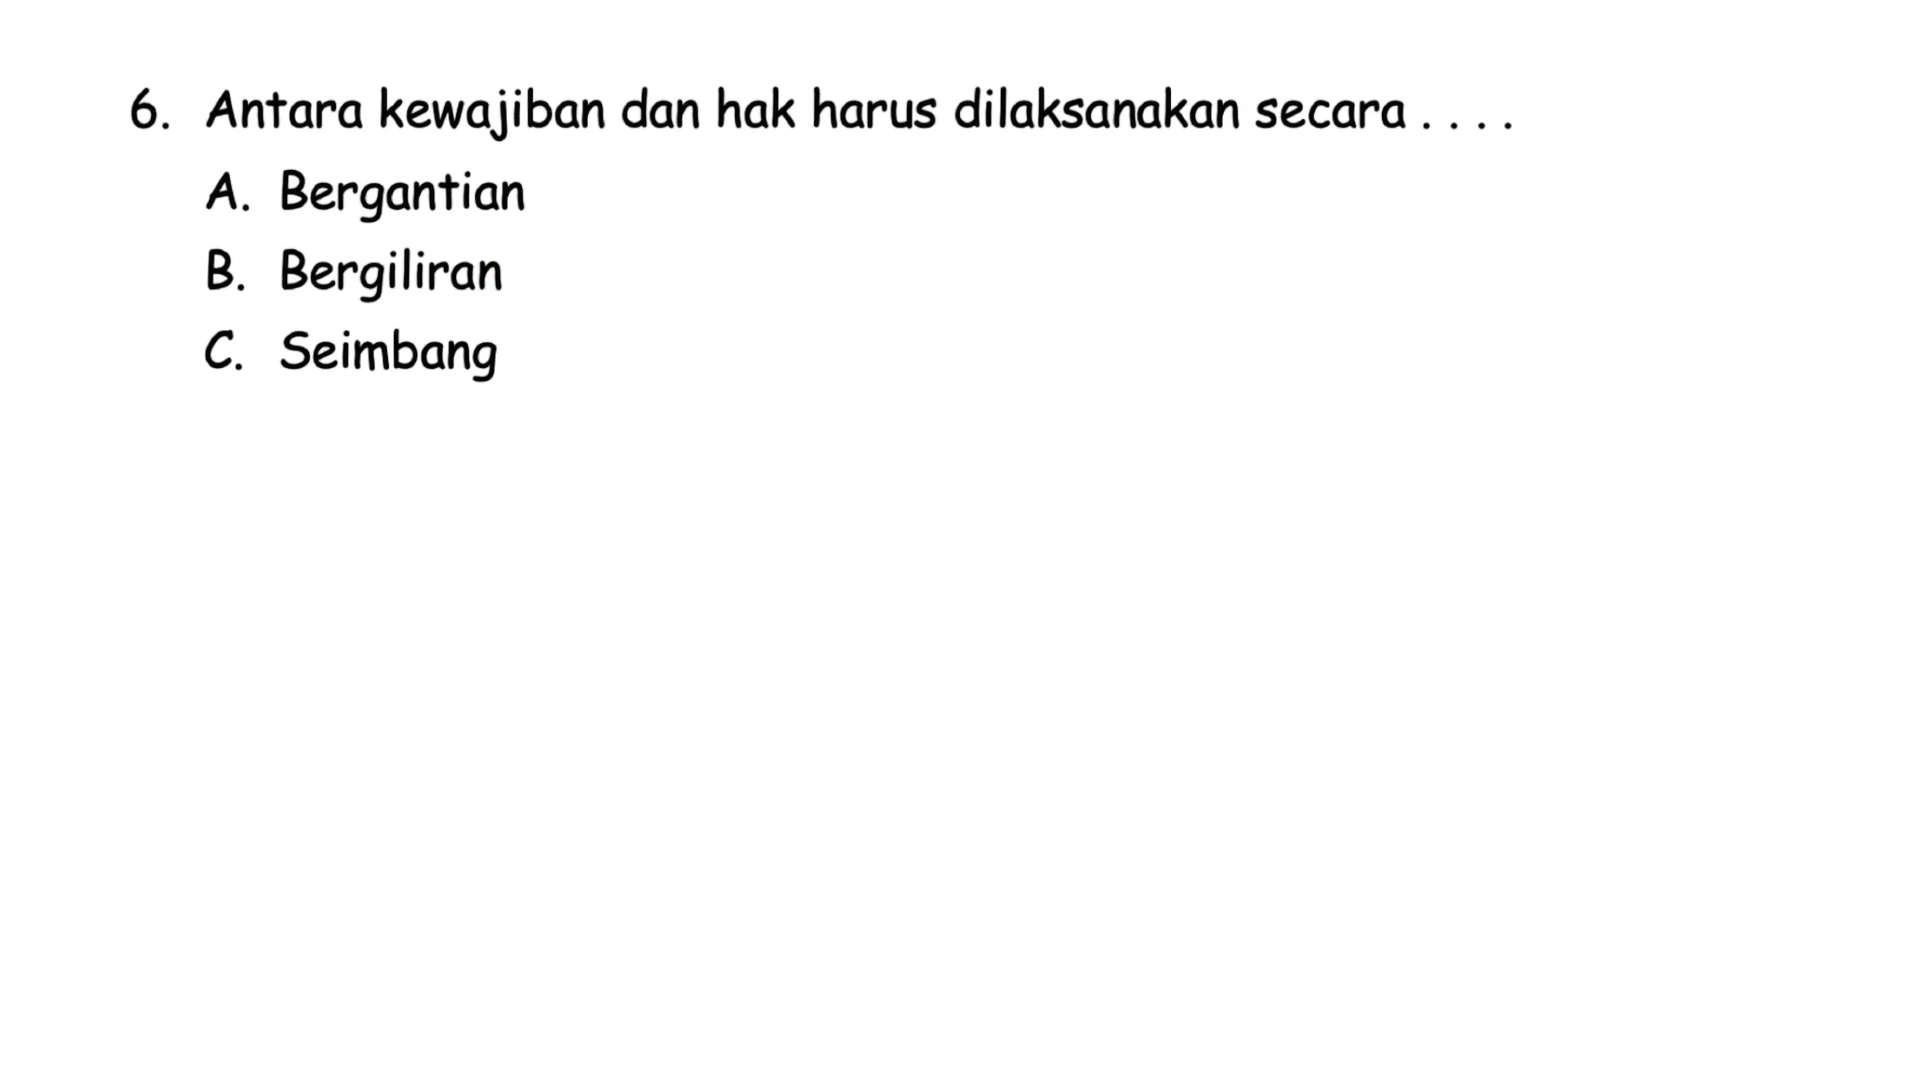 6. Antara kewajiban dan hak harus dilaksanakan secara . . . .
A. Bergantian
B. Bergiliran
C. Seimbang